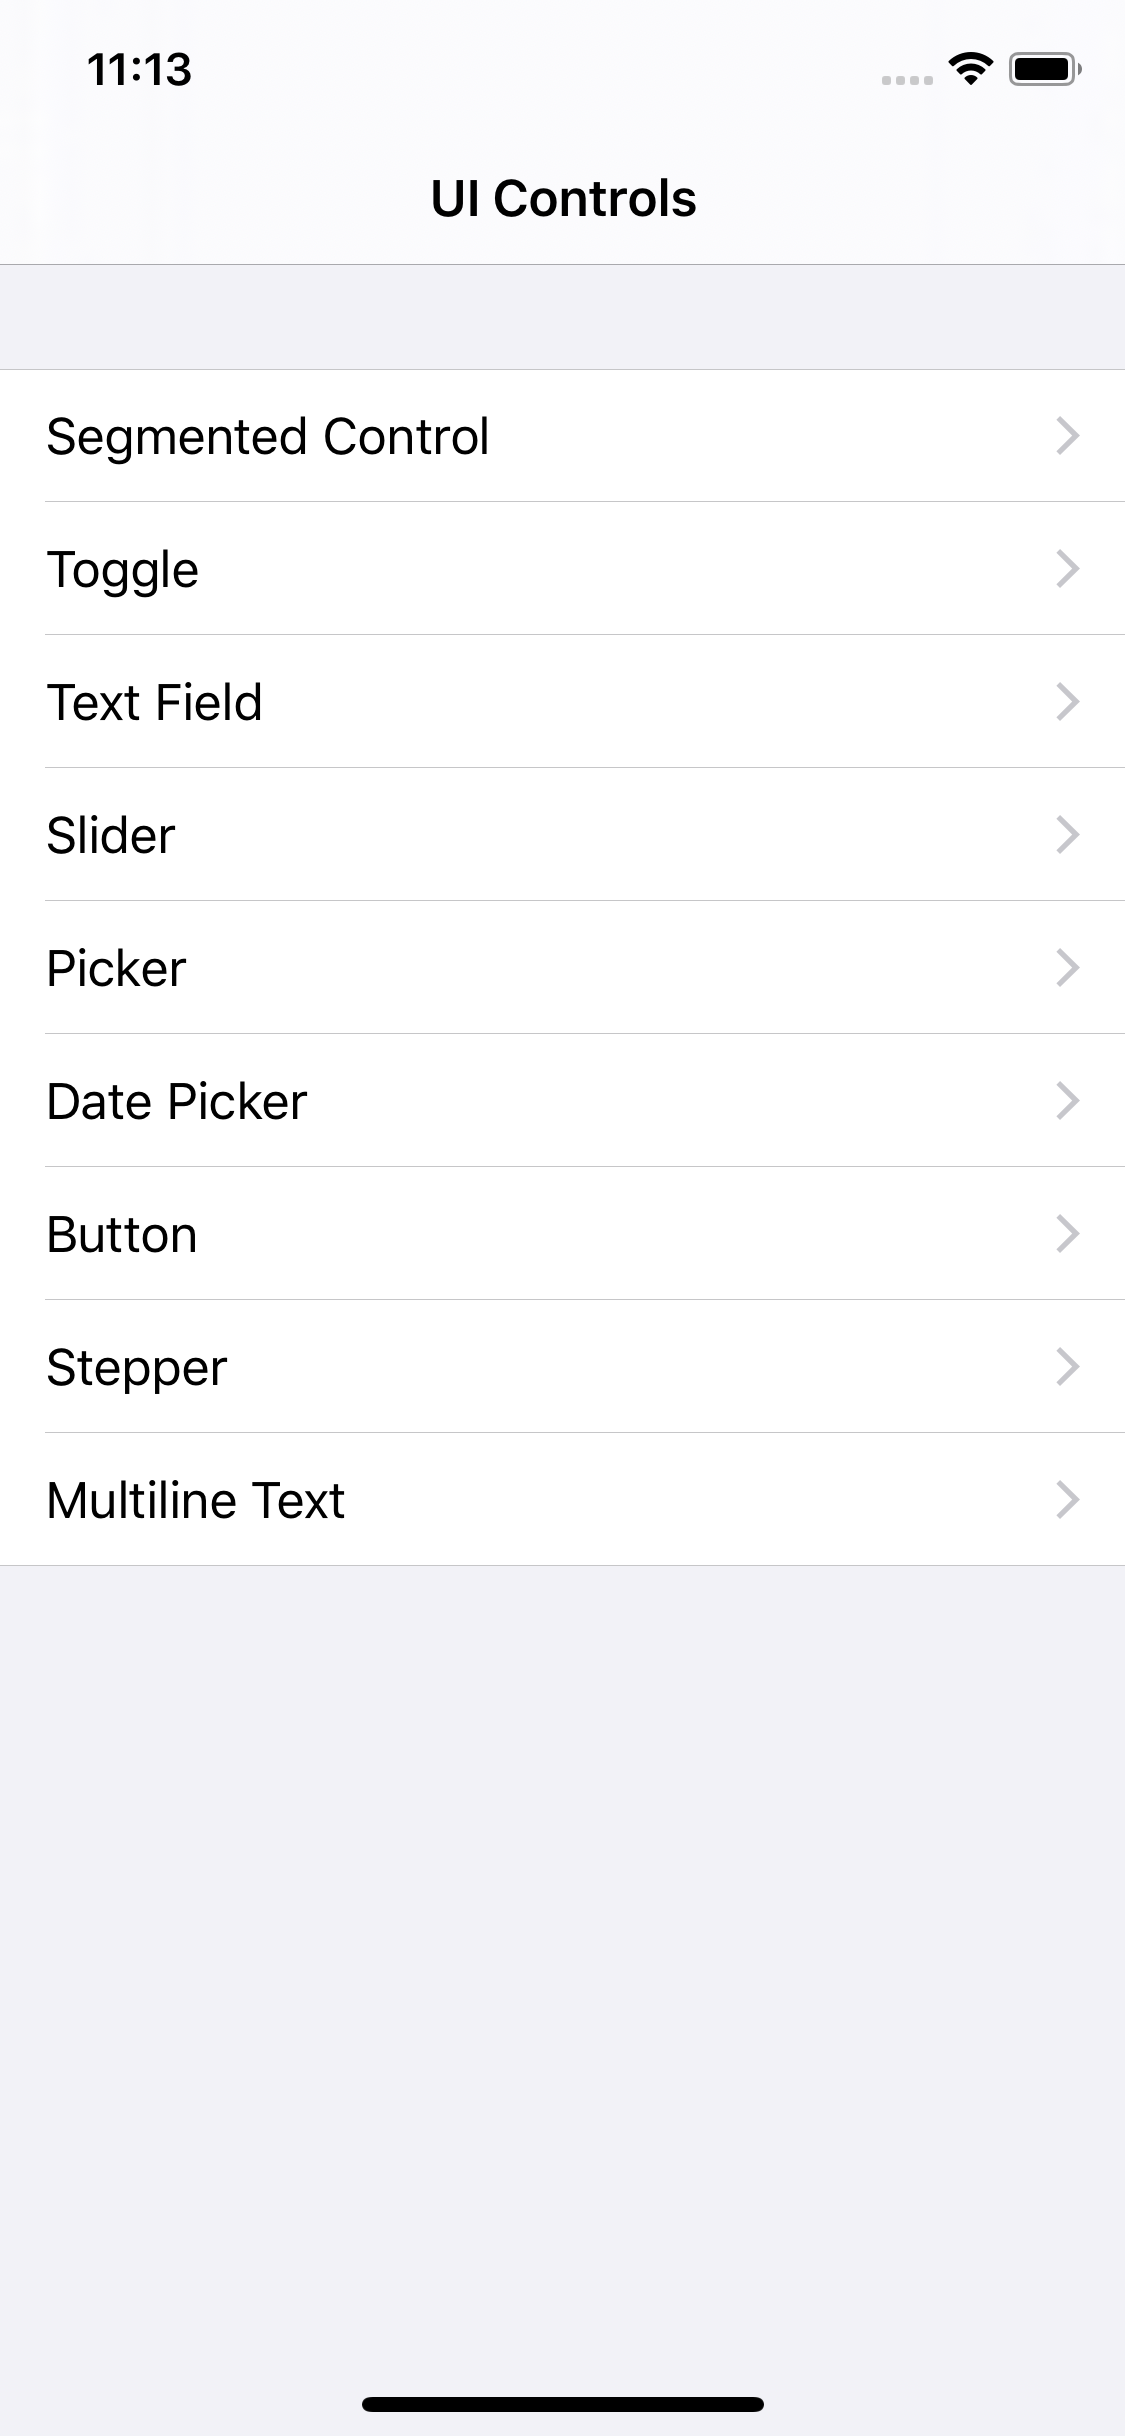 11:13
UI Controls
Segmented Control
Toggle
Text Field
Slider
Picker
Date Picker
Button
Stepper
Multiline Text